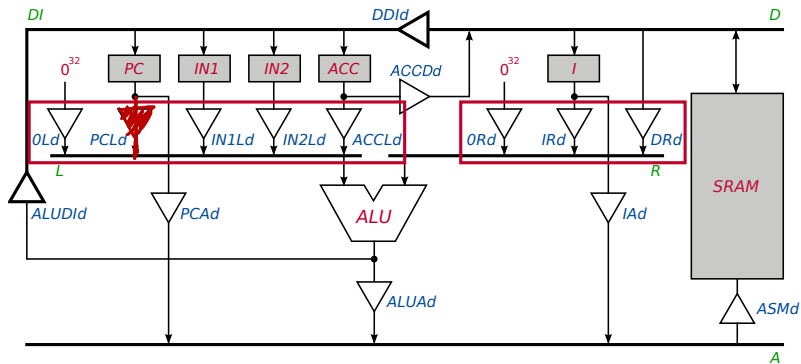 DI DDId D
0³² PC IN1 IN2 ACC ACCDd 0³² I
0Ld PCLd IN1Ld IN2Ld ACCLd 0Rd IRd DRd
L R
SRAM
ALUDId PCAd ALU IAd
ALUAd ASMd
A